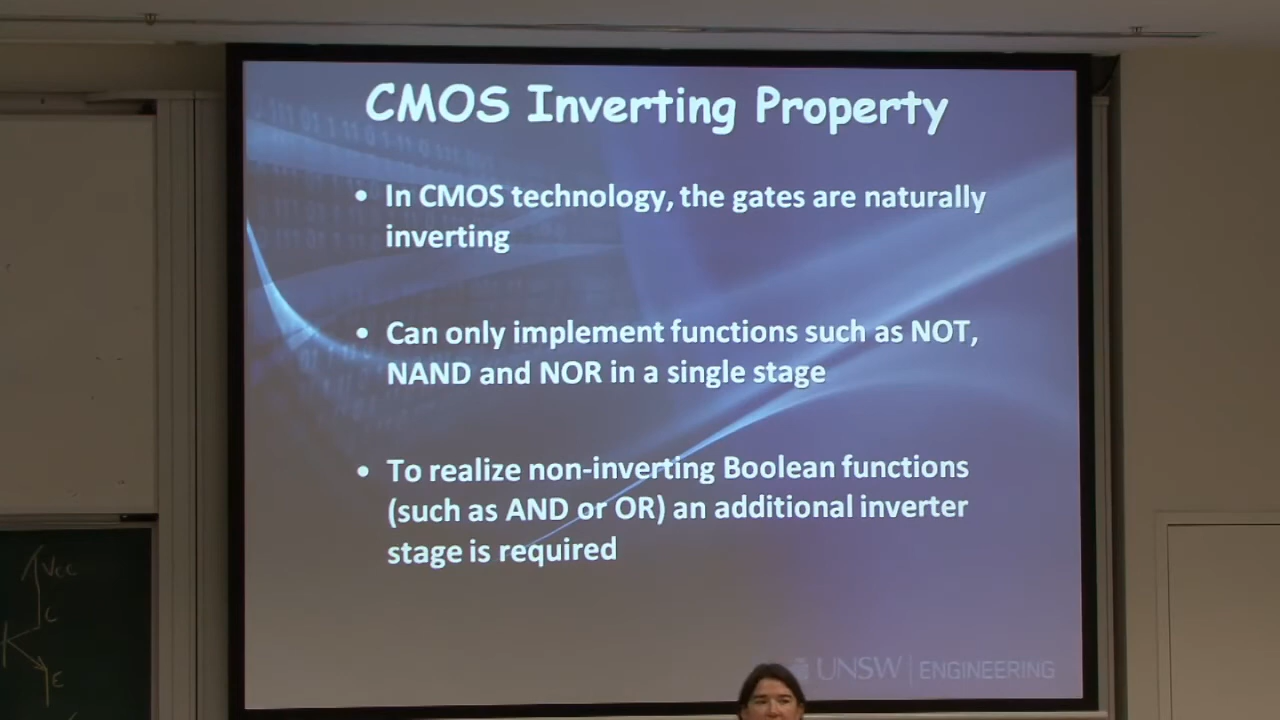 CMOS Inverting Property
• In CMOS technology, the gates are naturally
inverting
• Can only implement functions such as NOT,
NAND and NOR in a single stage
• To realize non-inverting Boolean functions
(such as AND or OR) an additional inverter
stage is required
UNSW | ENGINEERING
Vcc
C
E